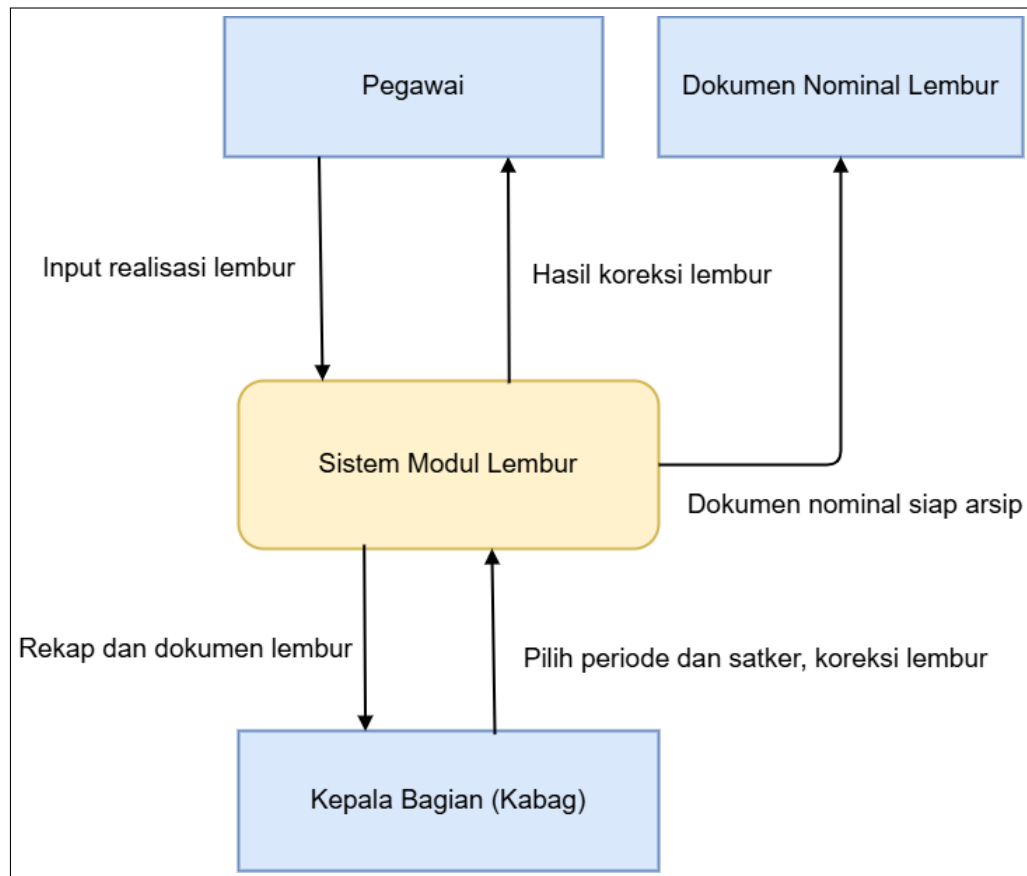 Pegawai
Dokumen Nominal Lembur
Input realisasi lembur
Hasil koreksi lembur
Sistem Modul Lembur
Dokumen nominal siap arsip
Rekap dan dokumen lembur
Pilih periode dan satker, koreksi lembur
Kepala Bagian (Kabag)